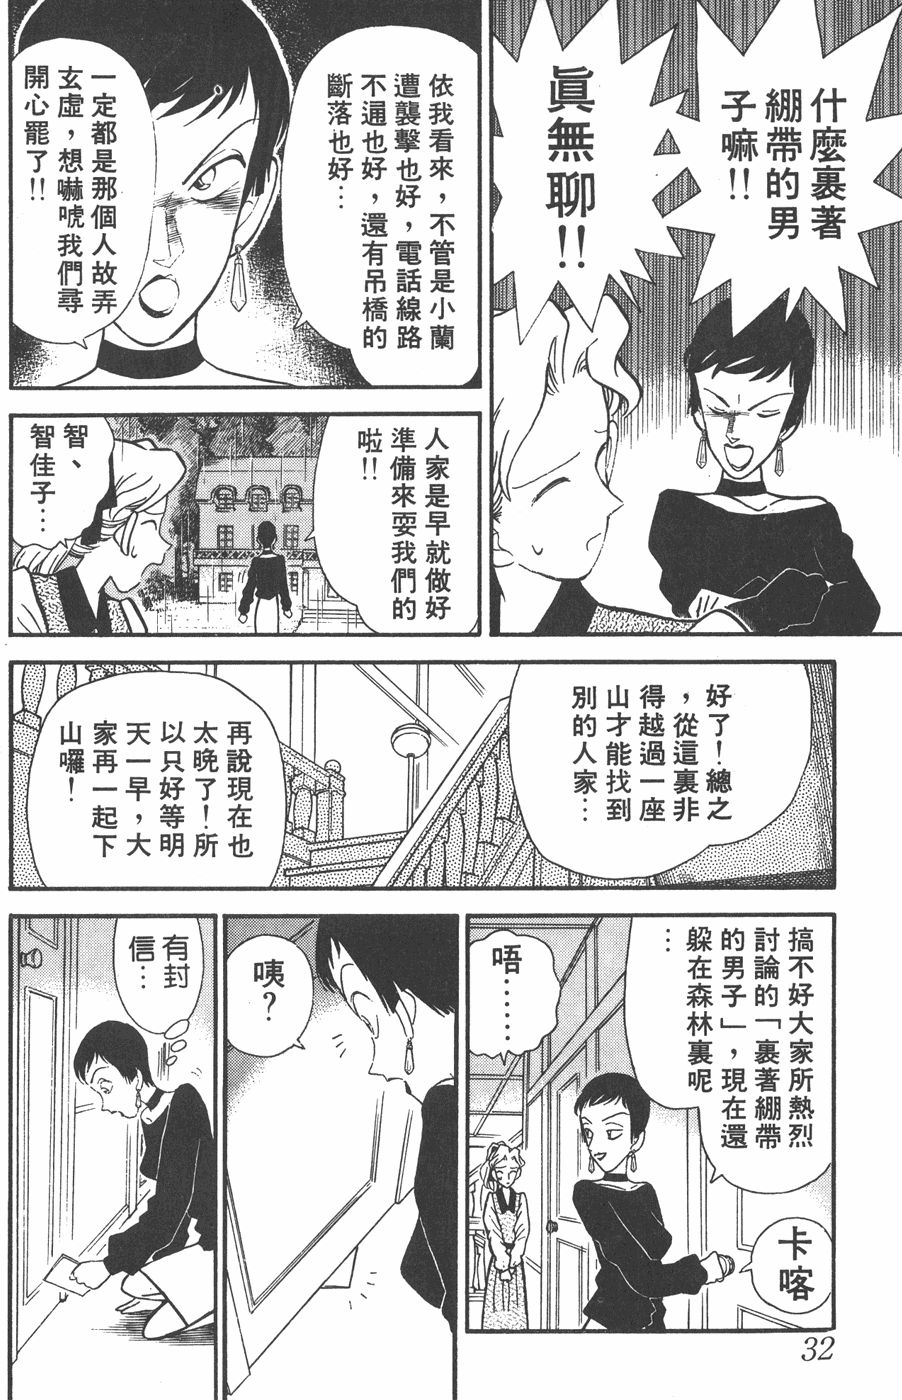 什麼裹著
繃帶的男
子嘛!!
眞無聊!!
依我看來，不管是小蘭
遭襲擊也好，電話線路
不通也好，還有吊橋的
斷落也好…
一定都是那個人故弄
玄虛，想嚇唬我們尋
開心罷了!!
人家是早就做好
準備來耍我們的
啦!!
智、
智佳子…
好了！總之
，從這裏非
得越過一座
山才能找到
別的人家…
再說現在也
太晚了！所
以只好等明
天一早，大
家再一起下
山囉！
搞不好大家所熱烈
討論的「裹著繃帶
的男子」，現在還
躲在森林裏呢
…
唔……
卡喀
咦？
有封
信…
32